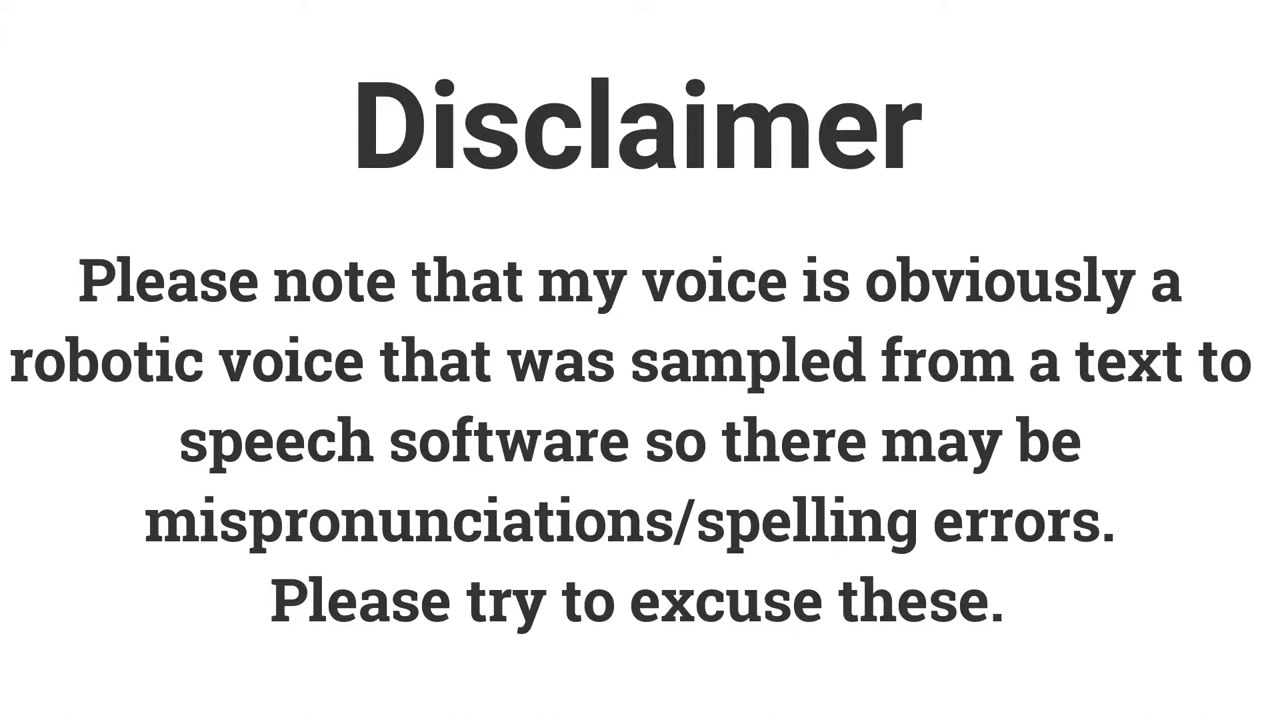 Disclaimer
Please note that my voice is obviously a
robotic voice that was sampled from a text to
speech software so there may be
mispronunciations/spelling errors.
Please try to excuse these.